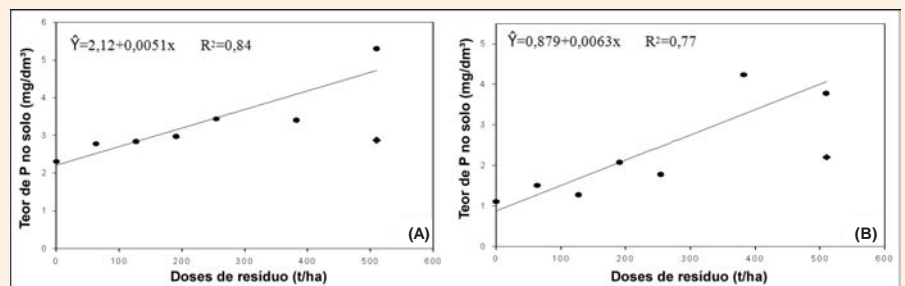 Ŷ=2,12+0,0051x R²=0,84
Teor de P no solo (mg/dm³)
6
5
4
3
2
1
0
0 100 200 300 400 500 600
Doses de resíduo (t/ha)
(A)
Ŷ=0,879+0,0063x R²=0,77
Teor de P no solo (mg/dm³)
5
4
3
2
1
0
0 100 200 300 400 500 600
Doses de resíduo (t/ha)
(B)